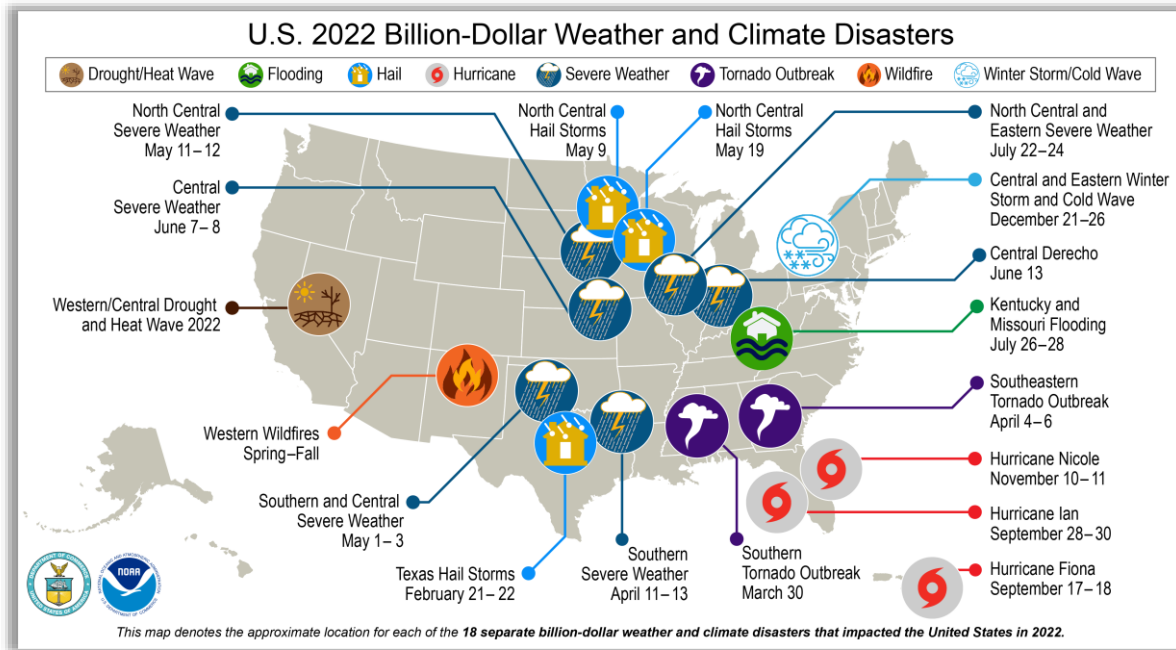 U.S. 2022 Billion-Dollar Weather and Climate Disasters
Drought/Heat Wave
Flooding
Hail
Hurricane
Severe Weather
Tornado Outbreak
Wildfire
Winter Storm/Cold Wave
North Central
Severe Weather
May 11–12
North Central
Hail Storms
May 9
North Central
Hail Storms
May 19
North Central and
Eastern Severe Weather
July 22–24
Central
Severe Weather
June 7–8
Central and Eastern Winter
Storm and Cold Wave
December 21–26
Central Derecho
June 13
Western/Central Drought
and Heat Wave 2022
Kentucky and
Missouri Flooding
July 26–28
Southeastern
Tornado Outbreak
April 4–6
Western Wildfires
Spring–Fall
Hurricane Nicole
November 10–11
Southern and Central
Severe Weather
May 1–3
Hurricane Ian
September 28–30
Texas Hail Storms
February 21–22
Southern
Severe Weather
April 11–13
Southern
Tornado Outbreak
March 30
Hurricane Fiona
September 17–18
NOAA
This map denotes the approximate location for each of the 18 separate billion-dollar weather and climate disasters that impacted the United States in 2022.